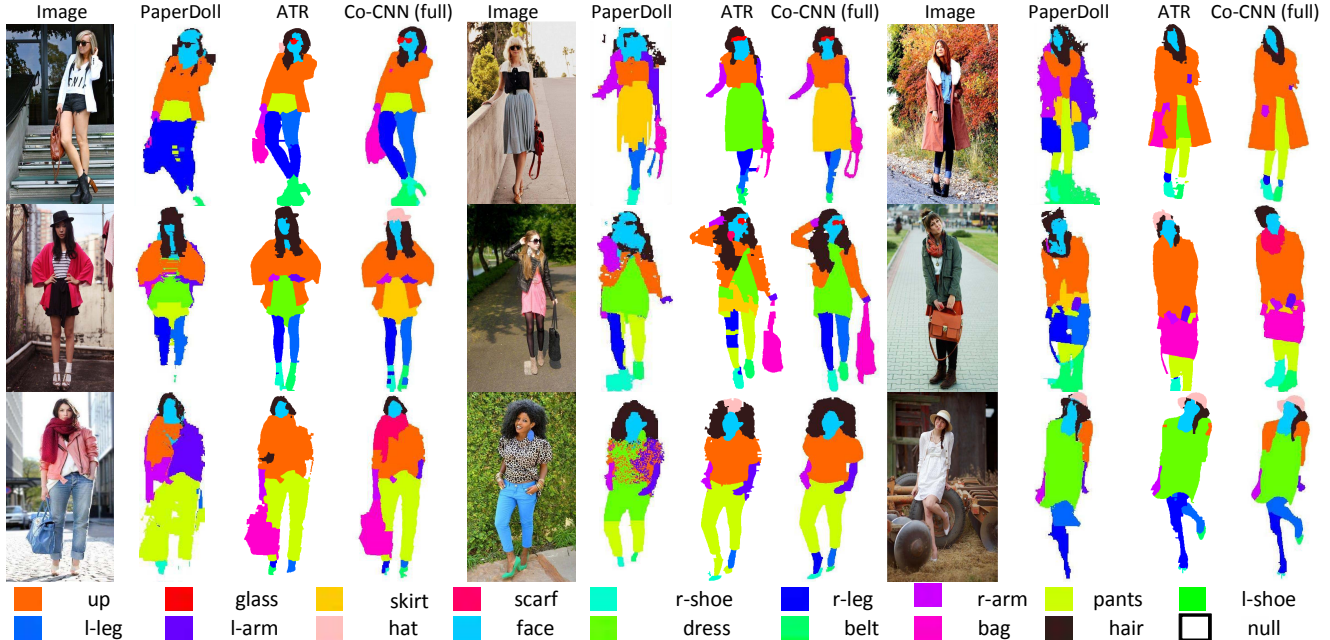 Image PaperDoll ATR Co-CNN (full) Image PaperDoll ATR Co-CNN (full) Image PaperDoll ATR Co-CNN (full)
up glass skirt scarf r-shoe r-leg r-arm pants l-shoe
l-leg l-arm hat face dress belt bag hair null